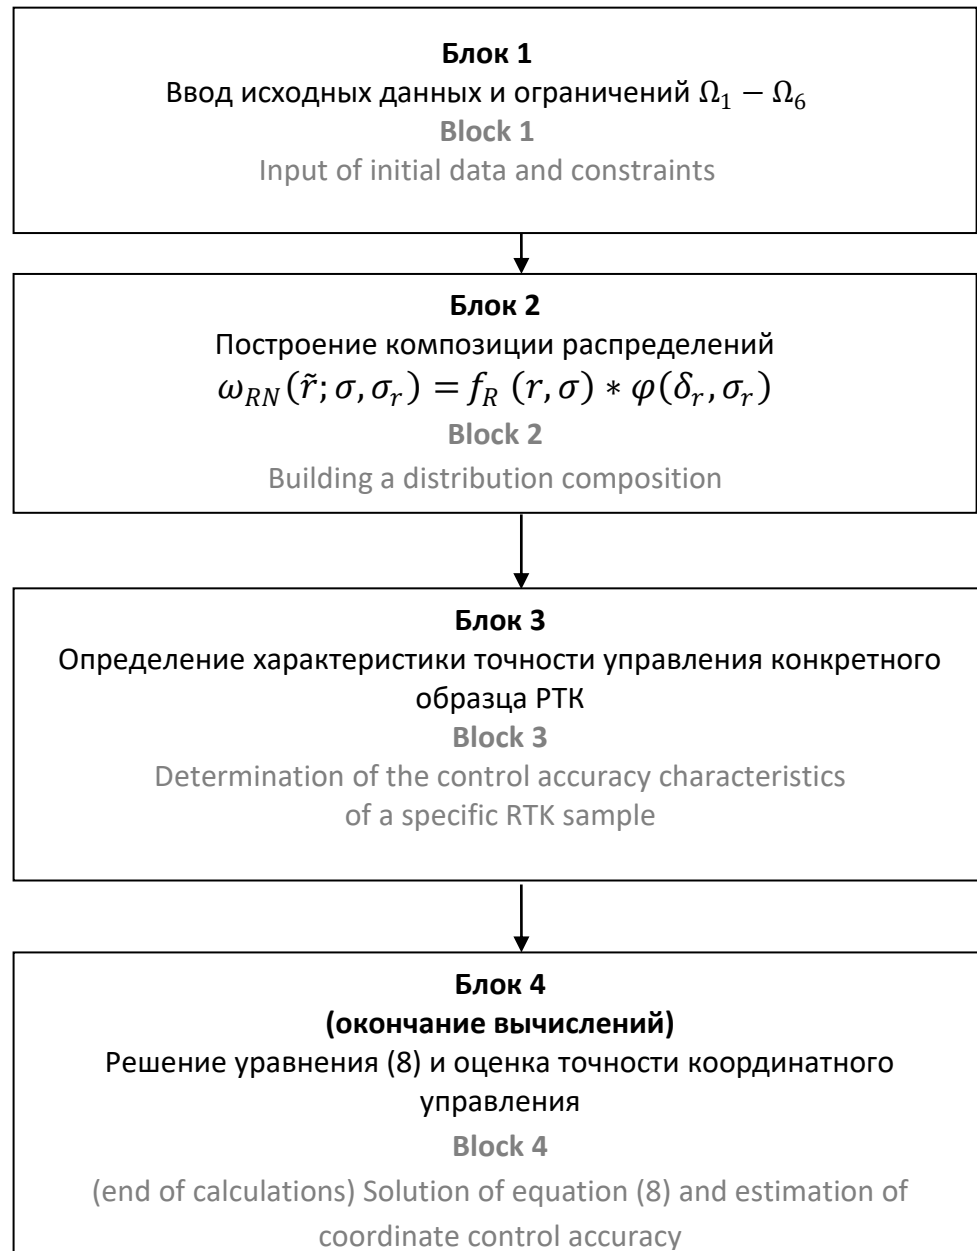 Блок 1
Ввод исходных данных и ограничений Ω₁ − Ω₆
Block 1
Input of initial data and constraints
Блок 2
Построение композиции распределений
ω_RN(r̃; σ, σ_r) = f_R (r, σ) ∗ φ(δ_r, σ_r)
Block 2
Building a distribution composition
Блок 3
Определение характеристики точности управления конкретного
образца РТК
Block 3
Determination of the control accuracy characteristics
of a specific RTK sample
Блок 4
(окончание вычислений)
Решение уравнения (8) и оценка точности координатного
управления
Block 4
(end of calculations) Solution of equation (8) and estimation of
coordinate control accuracy